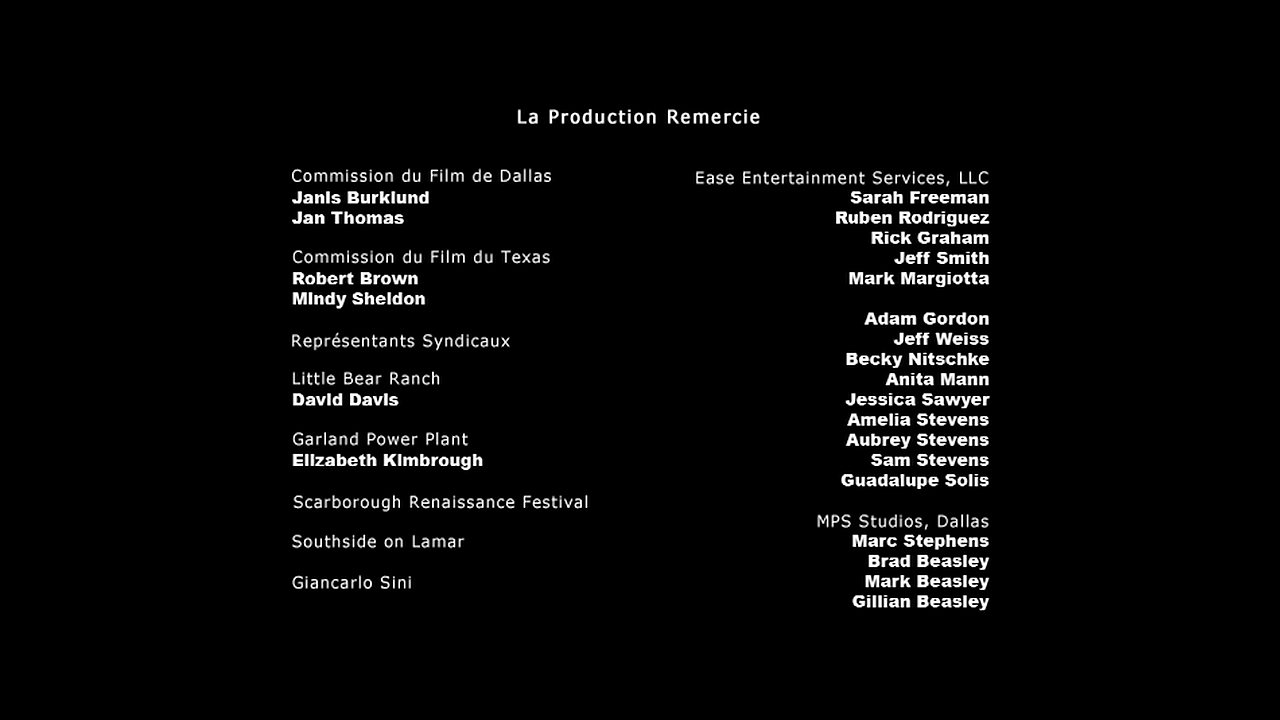 La Production Remercie
Commission du Film de Dallas
Janis Burklund
Jan Thomas
Commission du Film du Texas
Robert Brown
Mindy Sheldon
Représentants Syndicaux
Little Bear Ranch
David Davis
Garland Power Plant
Elizabeth Kimbrough
Scarborough Renaissance Festival
Southside on Lamar
Giancarlo Sini
Ease Entertainment Services, LLC
Sarah Freeman
Ruben Rodriguez
Rick Graham
Jeff Smith
Mark Margiotta
Adam Gordon
Jeff Weiss
Becky Nitschke
Anita Mann
Jessica Sawyer
Amelia Stevens
Aubrey Stevens
Sam Stevens
Guadalupe Solis
MPS Studios, Dallas
Marc Stephens
Brad Beasley
Mark Beasley
Gillian Beasley